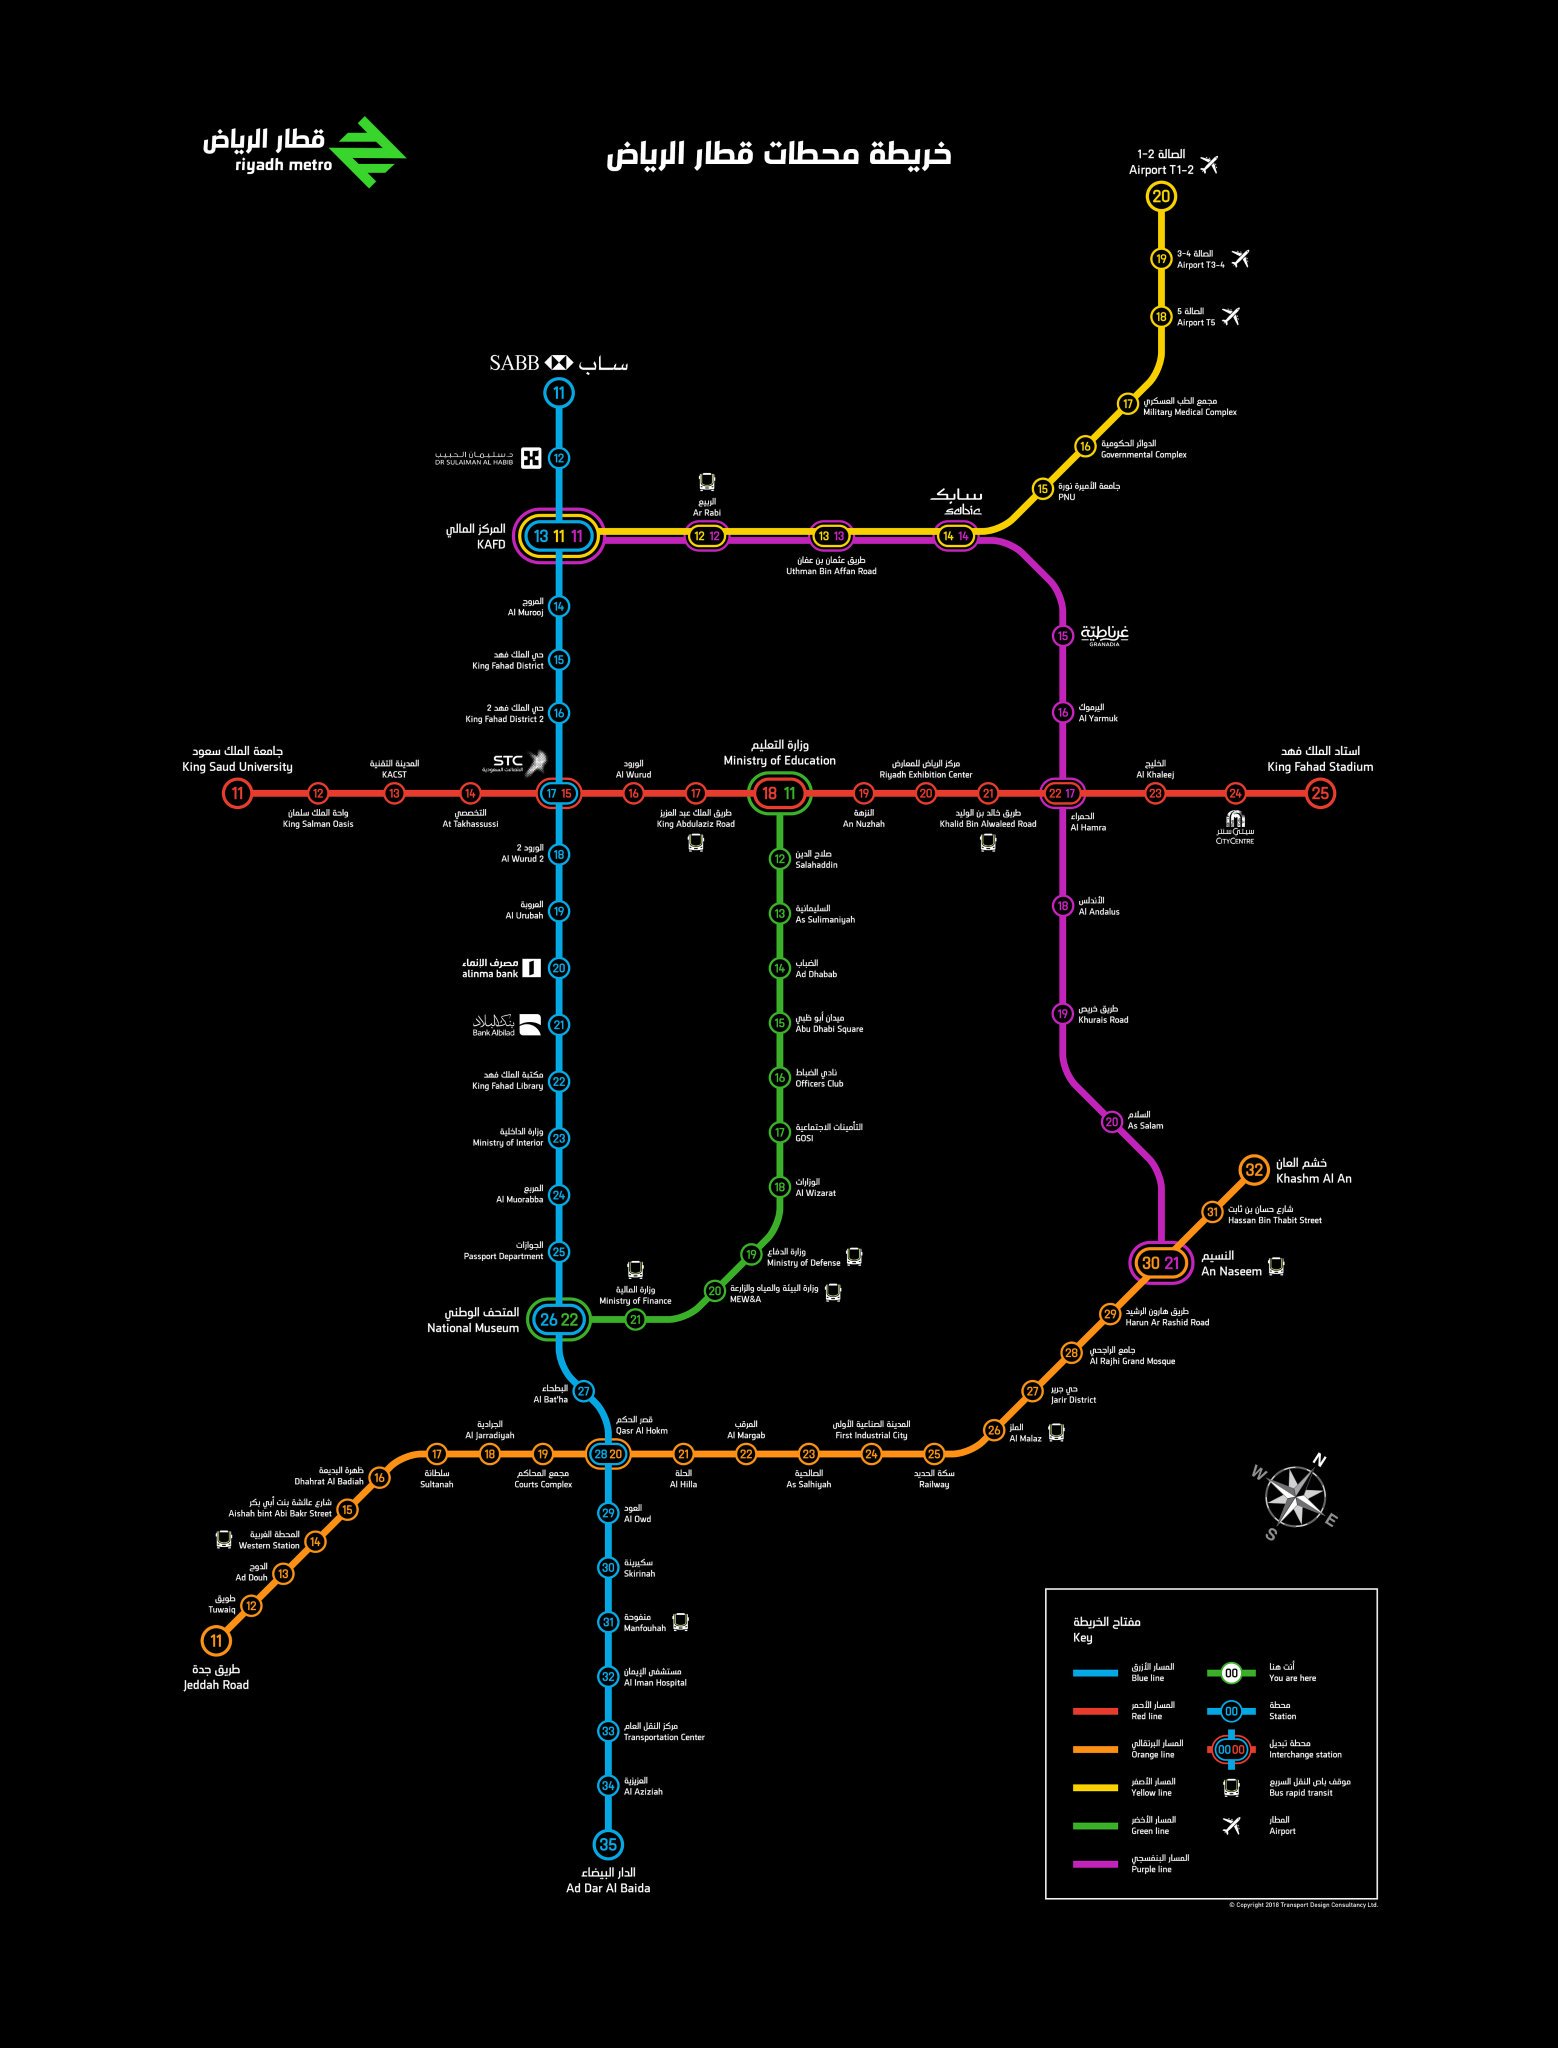 قطار الرياض
riyadh metro
خريطة محطات قطار الرياض
الصالة 2-1
Airport T1-2
20
19
الصالة 4-3
Airport T3-4
18
الصالة 5
Airport T5
17
مجمع الطب العسكري
Military Medical Complex
16
الدوائر الحكومية
Governmental Complex
15
جامعة الأميرة نورة
PNU
SABB ساب
11
د. سليمان الحبيب
DR SULAIMAN AL HABIB
12
المركز المالي
KAFD
13 11 11
الربيع
Ar Rabi
12 12
13 13
طريق عثمان بن عفان
Uthman Bin Affan Road
سابك
sabic
14 14
المروج
Al Murooj
14
حي الملك فهد
King Fahad District
15
حي الملك فهد 2
King Fahad District 2
16
15
غرناطية
GRANADIA
16
اليرموك
Al Yarmuk
جامعة الملك سعود
King Saud University
11
12
واحة الملك سلمان
King Salman Oasis
المدينة التقنية
KACST
13
14
التخصصي
At Takhassusi
STC
الاتصالات السعودية
17 15
الورود
Al Wurud
16
17
طريق الملك عبد العزيز
King Abdulaziz Road
وزارة التعليم
Ministry of Education
18 11
19
النزهة
An Nuzhah
مركز الرياض للمعارض
Riyadh Exhibition Center
20
21
طريق خالد بن الوليد
Khalid Bin Alwaleed Road
22 17
الحمراء
Al Hamra
الخليج
Al Khaleej
23
24
سيتي سنتر
CITY CENTRE
استاد الملك فهد
King Fahad Stadium
25
الورود 2
Al Wurud 2
18
العروبة
Al Urubah
19
مصرف الإنماء
alinma bank
20
بنك البلاد
Bank Albilad
21
مكتبة الملك فهد
King Fahad Library
22
وزارة الداخلية
Ministry of Interior
23
المربع
Al Muorabba
24
الجوازات
Passport Department
25
المتحف الوطني
National Museum
26 22
12
صلاح الدين
Salahaddin
13
السليمانية
As Sulimaniyah
14
الضباب
Ad Dhabab
15
ميدان أبو ظبي
Abu Dhabi Square
16
نادي الضباط
Officers Club
17
التأمينات الاجتماعية
GOSI
18
الوزارات
Al Wizarat
19
وزارة الدفاع
Ministry of Defense
20
وزارة البيئة والمياه والزارعة
MEW&A
وزارة المالية
Ministry of Finance
21
18
الأندلس
Al Andalus
19
طريق خريص
Khurais Road
20
السلام
As Salam
32
خشم العان
Khashm Al An
31
شارع حسان بن ثابت
Hassan Bin Thabit Street
30 21
النسيم
An Naseem
29
طريق هارون الرشيد
Harun Ar Rashid Road
28
جامع الراجحي
Al Rajhi Grand Mosque
27
حي جرير
Jarir District
26
الملز
Al Malaz
البطحاء
Al Bat'ha
27
قصر الحكم
Qasr Al Hokm
28 20
الجرادية
Al Jarradiyah
18
17
سلطانة
Sultanah
19
مجمع المحاكم
Courts Complex
21
الحلة
Al Hilla
المرقب
Al Margab
22
23
الصالحية
As Salhiyah
المدينة الصناعية الأولى
First Industrial City
24
25
سكة الحديد
Railway
ظهرة البديعة
Dhahrat Al Badiah
16
شارع عائشة بنت أبي بكر
Aishah bint Abi Bakr Street
15
المحطة الغربية
Western Station
14
الدوح
Ad Douh
13
طويق
Tuwaiq
12
11
طريق جدة
Jeddah Road
29
العود
Al Owd
30
سكيرينة
Skirinah
31
منفوحة
Manfouhah
32
مستشفى الإيمان
Al Iman Hospital
33
مركز النقل العام
Transportation Center
34
العزيزية
Al Aziziah
35
الدار البيضاء
Ad Dar Al Baida
N
W
E
S
مفتاح الخريطة
Key
المسار الأزرق
Blue line
المسار الأحمر
Red line
المسار البرتقالي
Orange line
المسار الأصفر
Yellow line
المسار الأخضر
Green line
المسار البنفسجي
Purple line
00
أنت هنا
You are here
00
محطة
Station
00 00
محطة تبديل
Interchange station
موقف باص النقل السريع
Bus rapid transit
المطار
Airport
© Copyright 2018 Transport Design Consultancy Ltd.